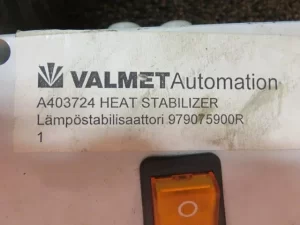 VALMET Automation
A403724 HEAT STABILIZER
Lämpöstabilisaattori 979075900R
1